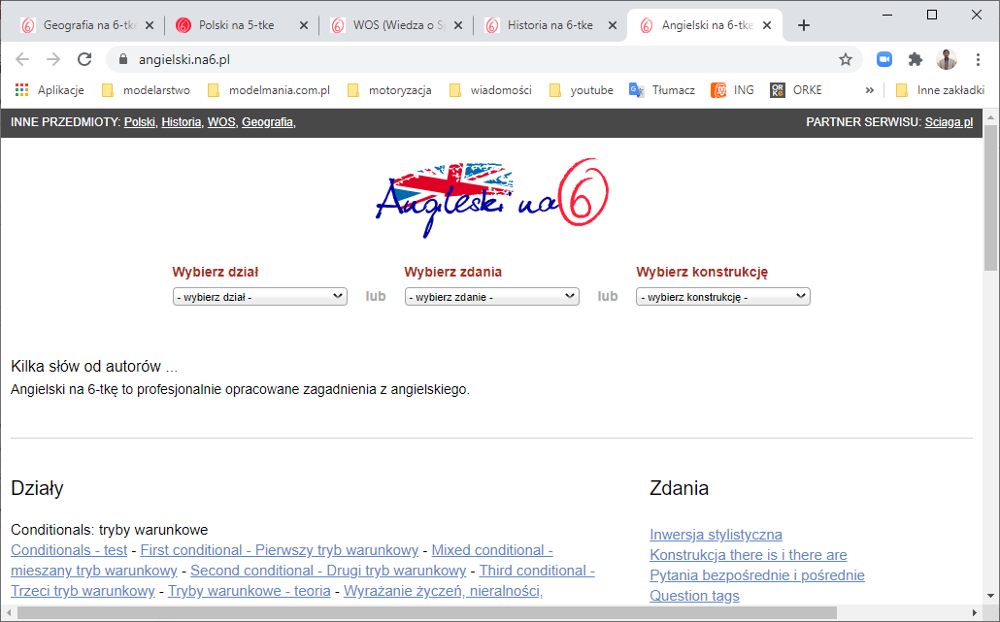 Geografia na 6-tkę Polski na 5-tke WOS (Wiedza o Sp Historia na 6-tke Angielski na 6-tke
angielski.na6.pl
Aplikacje modelarstwo modelmania.com.pl motoryzacja wiadomości youtube Tłumacz ING ORKE » Inne zakładki
INNE PRZEDMIOTY: Polski, Historia, WOS, Geografia, PARTNER SERWISU: Sciaga.pl
Angleski na 6
Wybierz dział Wybierz zdania Wybierz konstrukcję
- wybierz dział - lub - wybierz zdanie - lub - wybierz konstrukcję -
Kilka słów od autorów ...
Angielski na 6-tkę to profesjonalnie opracowane zagadnienia z angielskiego.
Działy
Conditionals: tryby warunkowe
Conditionals - test - First conditional - Pierwszy tryb warunkowy - Mixed conditional -
mieszany tryb warunkowy - Second conditional - Drugi tryb warunkowy - Third conditional -
Trzeci tryb warunkowy - Tryby warunkowe - teoria - Wyrażanie życzeń, nieralności,
Zdania
Inwersja stylistyczna
Konstrukcja there is i there are
Pytania bezpośrednie i pośrednie
Question tags